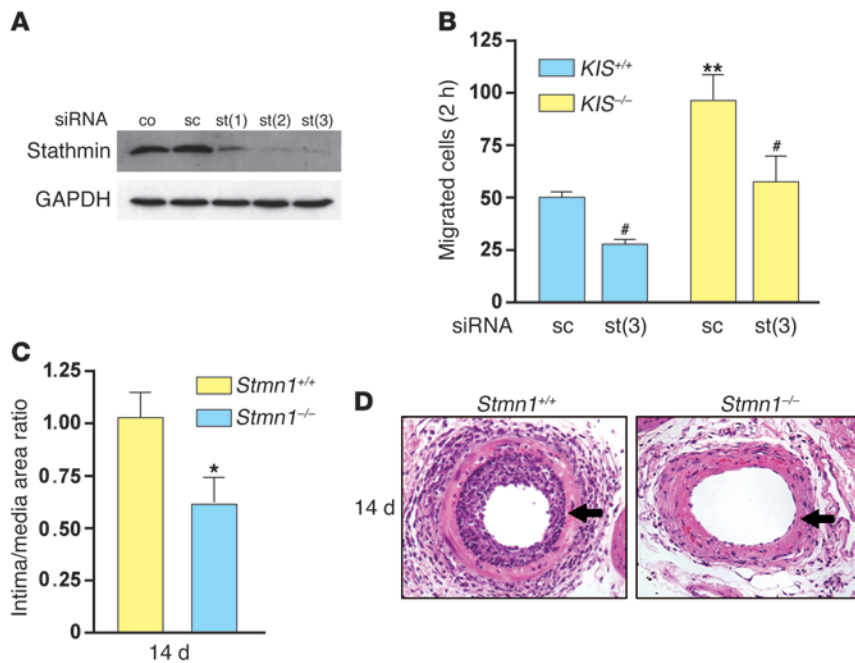 A
siRNA co sc st(1) st(2) st(3)
Stathmin
GAPDH
B
125
100
75
50
25
0
Migrated cells (2 h)
KIS+/+
KIS–/–
**
#
#
siRNA sc st(3) sc st(3)
C
1.25
1.00
0.75
0.50
0.25
0
Intima/media area ratio
Stmn1+/+
Stmn1–/–
*
14 d
D
Stmn1+/+ Stmn1–/–
14 d